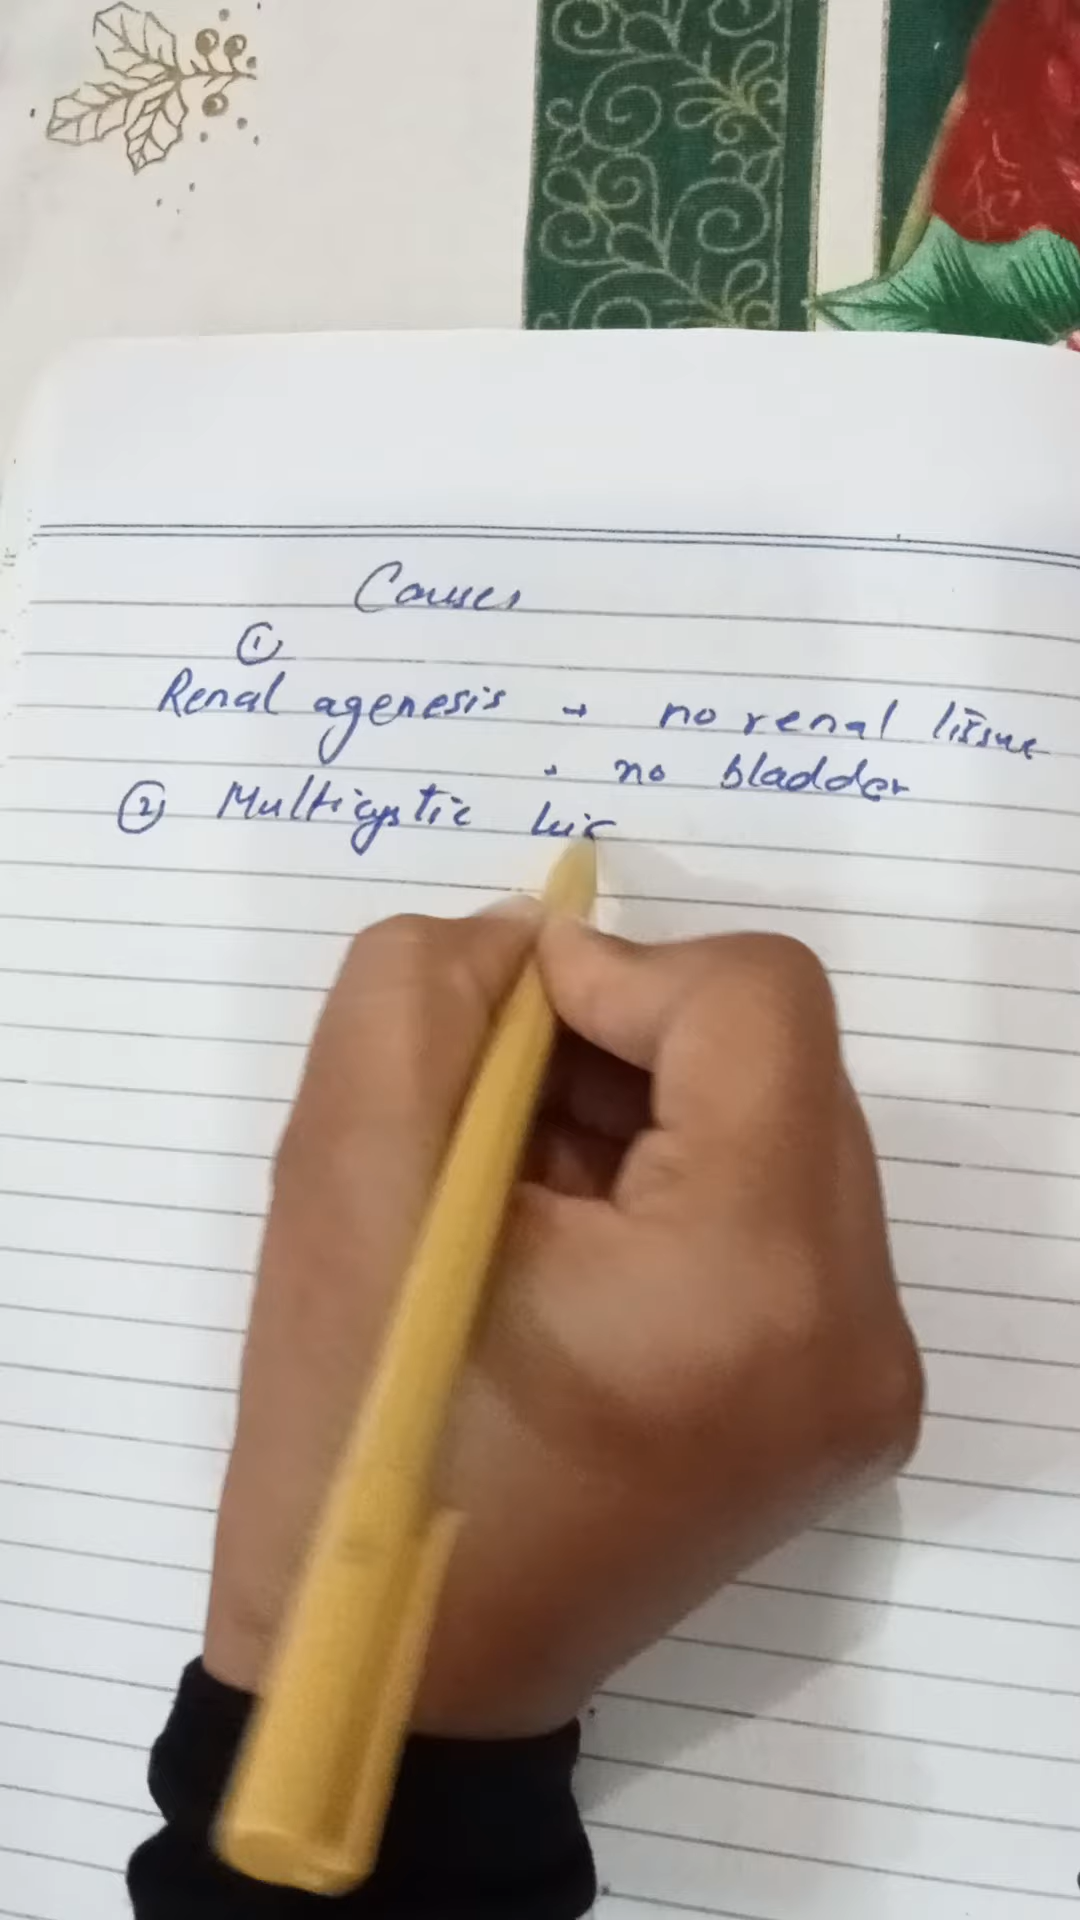 Causes
①
Renal agenesis → no renal tissue
→ no bladder
② Multicystic